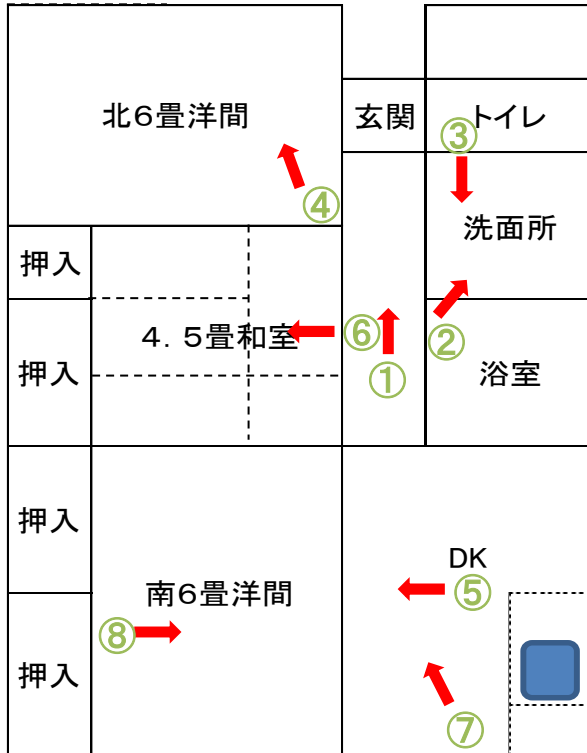 北６畳洋間
玄関
トイレ
③
④
洗面所
押入
４．５畳和室
⑥
②
①
押入
浴室
押入
DK
南６畳洋間
⑤
⑧
押入
⑦